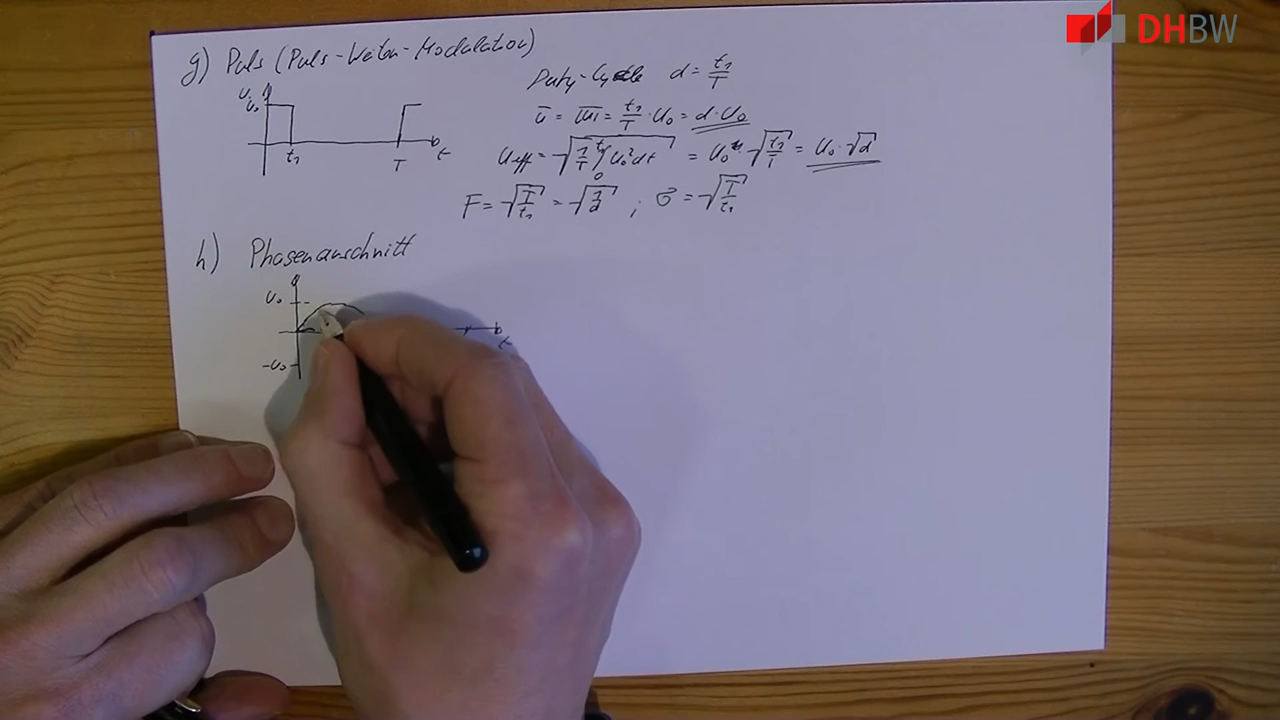 DHBW
g) Puls (Puls-Weiten-Modulation)
Duty-Cycle d = t₁/T
U, U₀
ū = |u|‾ = t₁/T · U₀ = d · U₀
t₁ T t
Ueff = √(1/T ∫₀^t₁ U₀² dt) = U₀ · √(t₁/T) = U₀ · √d
F = √(T/t₁) = √(1/d) ; σ = √(T/t₁)
h) Phasenanschnitt
U₀
t
-U₀